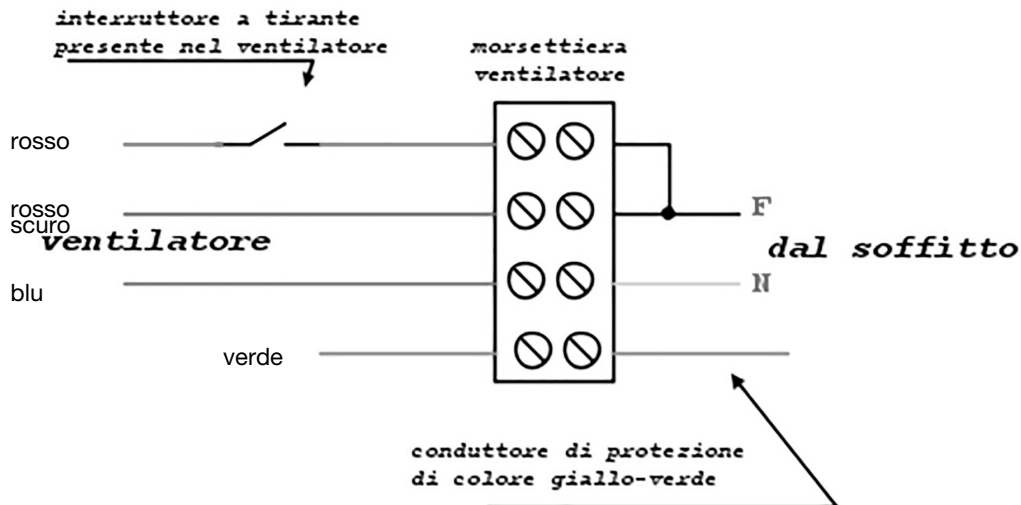 interruttore a tirante
presente nel ventilatore
morsettiera
ventilatore
rosso
rosso
scuro
ventilatore
blu
verde
F
dal soffitto
N
conduttore di protezione
di colore giallo-verde